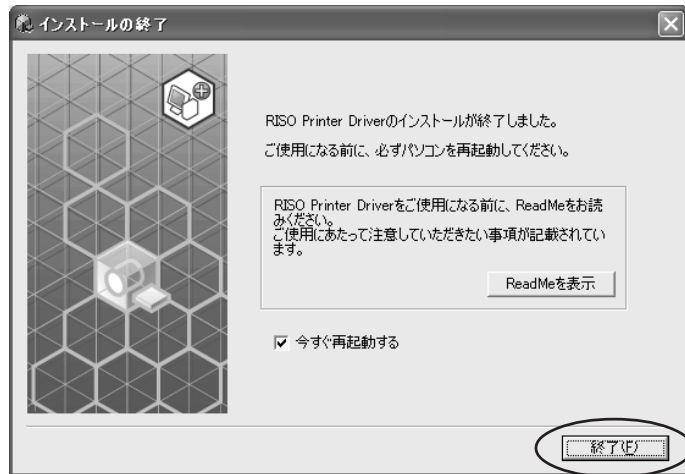 インストールの終了
RISO Printer Driverのインストールが終了しました。
ご使用になる前に、必ずパソコンを再起動してください。
RISO Printer Driverをご使用になる前に、ReadMeをお読
みください。
ご使用にあたって注意していただきたい事項が記載されてい
ます。
ReadMeを表示
今すぐ再起動する
終了(F)